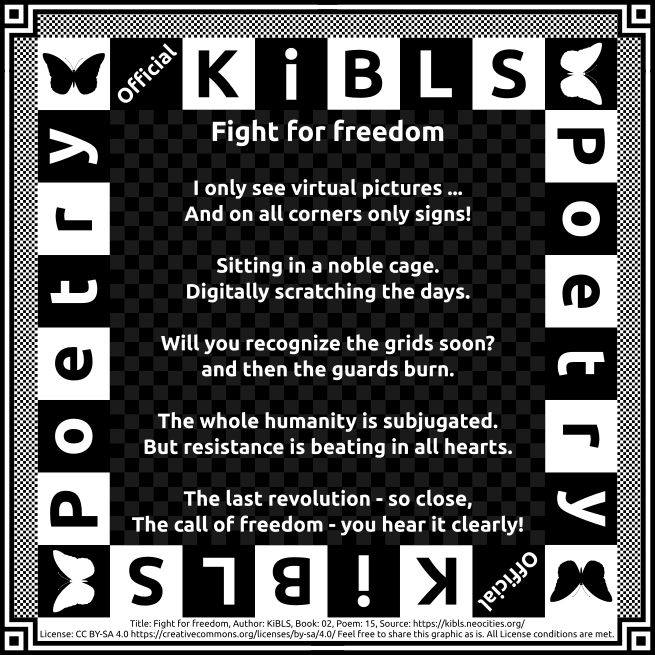 Official KiBLS
Poetry
Poetry
Fight for freedom
I only see virtual pictures ...
And on all corners only signs!
Sitting in a noble cage.
Digitally scratching the days.
Will you recognize the grids soon?
and then the guards burn.
The whole humanity is subjugated.
But resistance is beating in all hearts.
The last revolution - so close,
The call of freedom - you hear it clearly!
Official KiBLS
Title: Fight for freedom, Author: KiBLS, Book: 02, Poem: 15, Source: https://kibls.neocities.org/
License: CC BY-SA 4.0 https://creativecommons.org/licenses/by-sa/4.0/ Feel free to share this graphic as is. All License conditions are met.